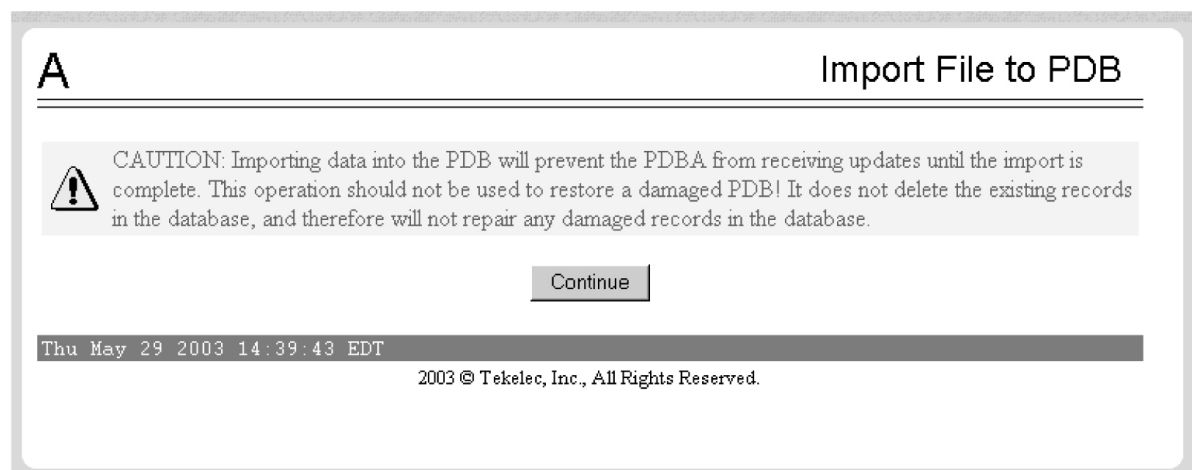 A
Import File to PDB
CAUTION: Importing data into the PDB will prevent the PDBA from receiving updates until the import is
complete. This operation should not be used to restore a damaged PDB! It does not delete the existing records
in the database, and therefore will not repair any damaged records in the database.
Continue
Thu May 29 2003 14:39:43 EDT
2003 © Tekelec, Inc., All Rights Reserved.